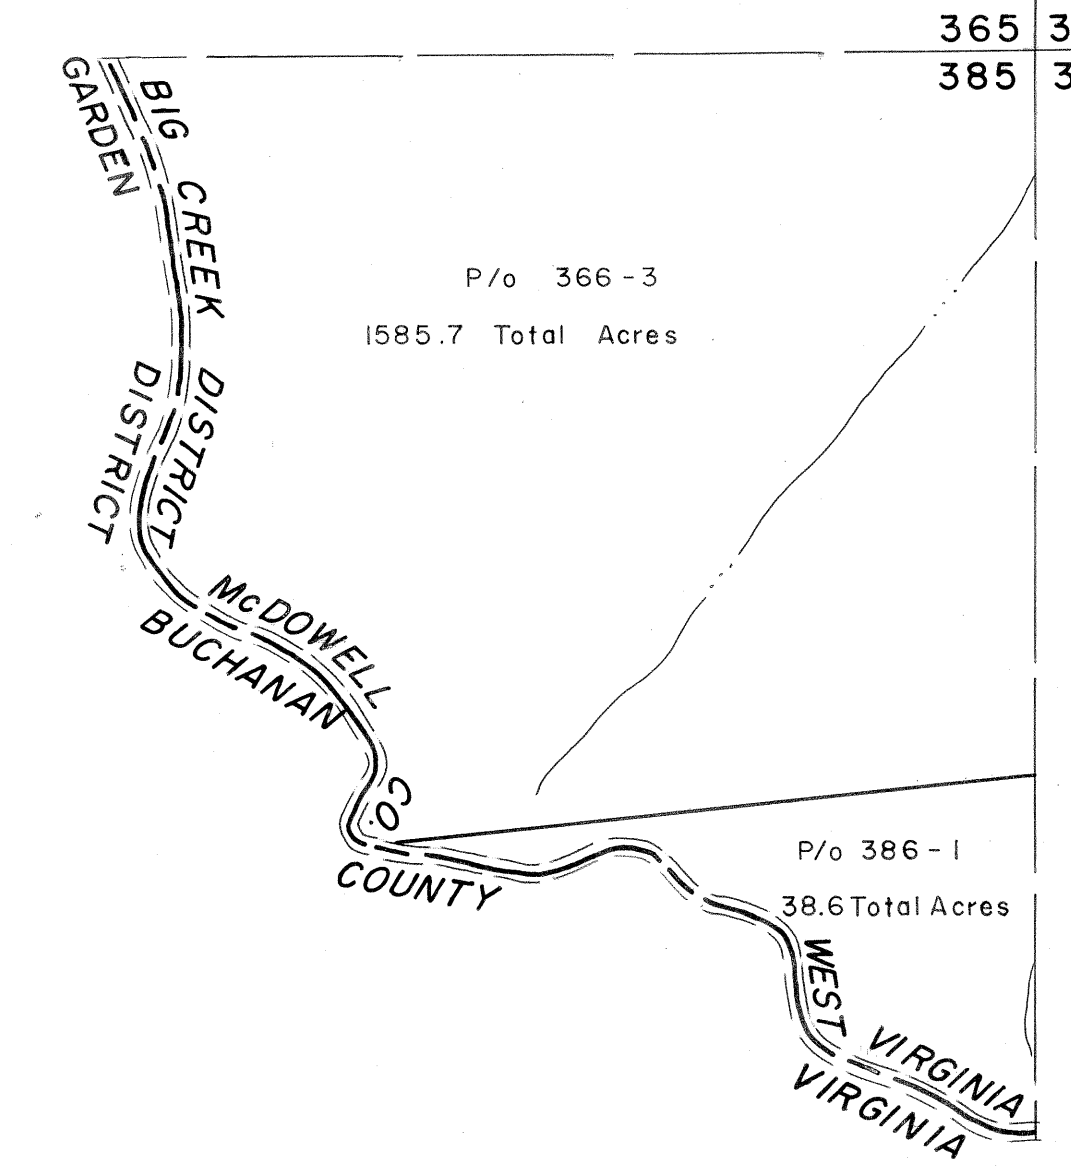 365 3
385 3
BIG CREEK DISTRICT
GARDEN DISTRICT
P/o 366-3
1585.7 Total Acres
McDOWELL CO.
BUCHANAN COUNTY
P/o 386-1
38.6 Total Acres
WEST VIRGINIA
VIRGINIA